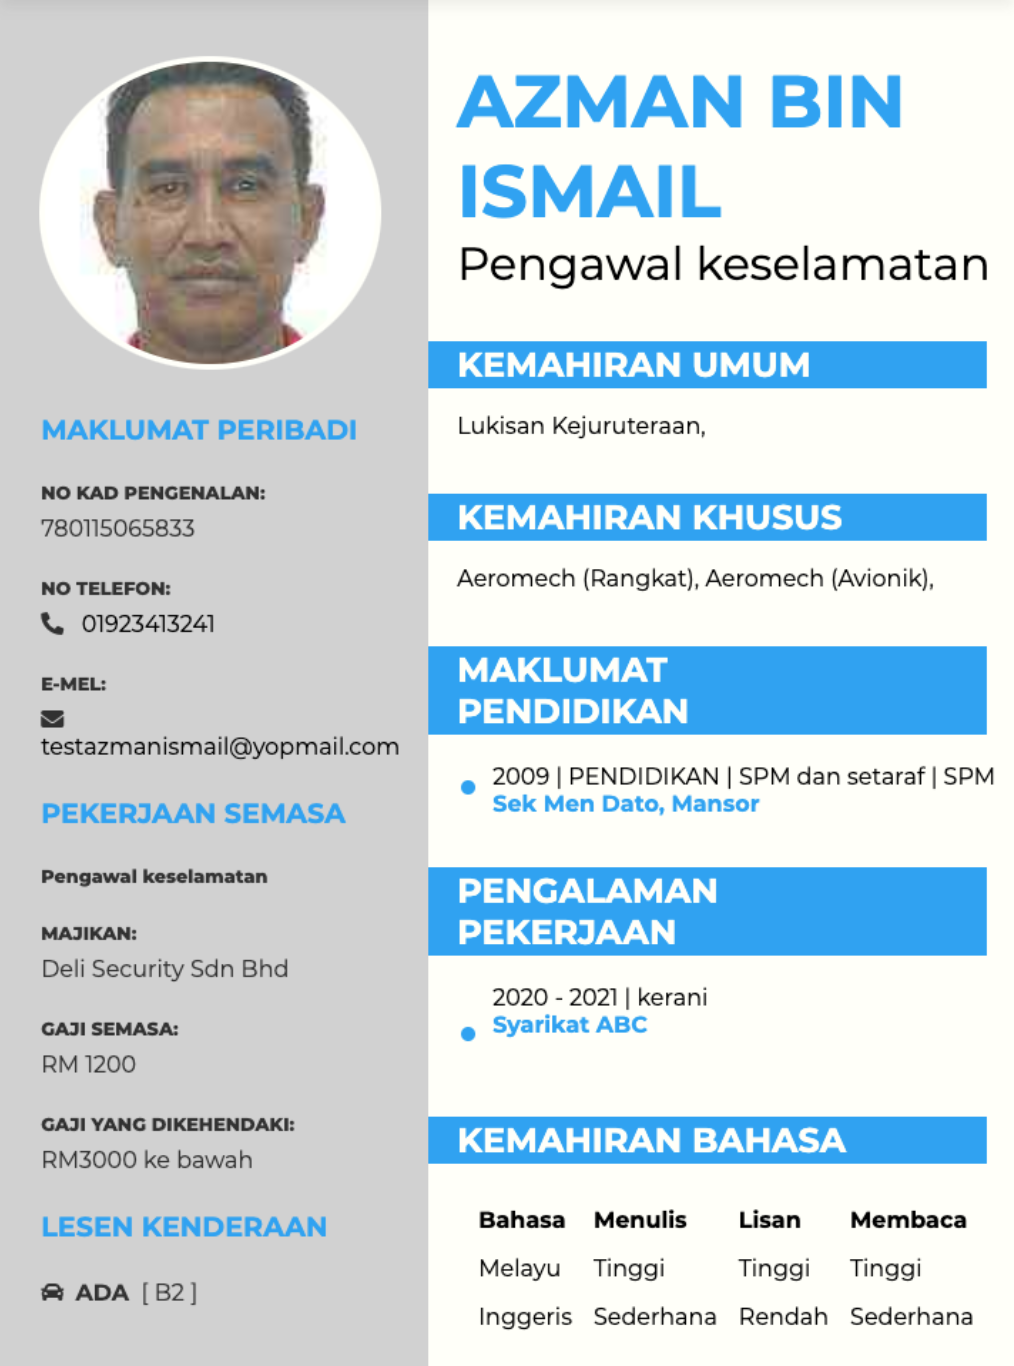 AZMAN BIN
ISMAIL
Pengawal keselamatan
MAKLUMAT PERIBADI
NO KAD PENGENALAN:
780115065833
NO TELEFON:
01923413241
E-MEL:
testazmanismail@yopmail.com
PEKERJAAN SEMASA
Pengawal keselamatan
MAJIKAN:
Deli Security Sdn Bhd
GAJI SEMASA:
RM 1200
GAJI YANG DIKEHENDAKI:
RM3000 ke bawah
LESEN KENDERAAN
ADA [ B2 ]
KEMAHIRAN UMUM
Lukisan Kejuruteraan,
KEMAHIRAN KHUSUS
Aeromech (Rangkat), Aeromech (Avionik),
MAKLUMAT
PENDIDIKAN
2009 | PENDIDIKAN | SPM dan setaraf | SPM
Sek Men Dato, Mansor
PENGALAMAN
PEKERJAAN
2020 - 2021 | kerani
Syarikat ABC
KEMAHIRAN BAHASA
Bahasa Menulis Lisan Membaca
Melayu Tinggi Tinggi Tinggi
Inggeris Sederhana Rendah Sederhana